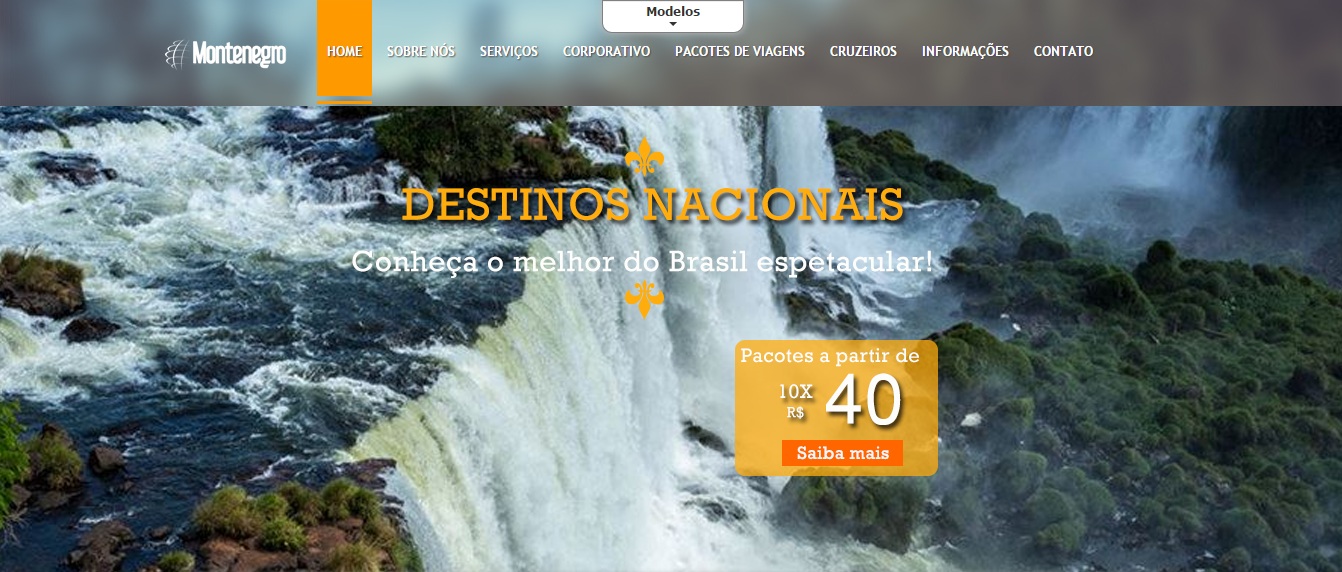 Modelos
Montenegro
HOME SOBRE NÓS SERVIÇOS CORPORATIVO PACOTES DE VIAGENS CRUZEIROS INFORMAÇÕES CONTATO
DESTINOS NACIONAIS
Conheça o melhor do Brasil espetacular!
Pacotes a partir de
10X
R$ 40
Saiba mais